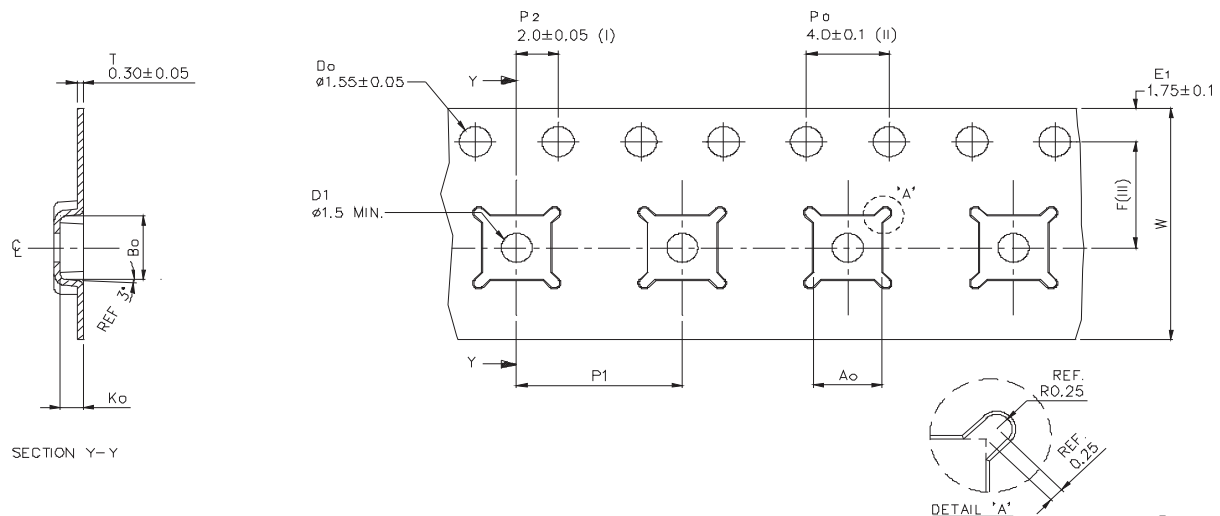 P2
2.0±0.05 (I)
Po
4.0±0.1 (II)
T
0.30±0.05
Do
ø1.55±0.05
Y
E1
1.75±0.1
D1
ø1.5 MIN.
'A'
F(III)
W
℄
Bo
REF 3°
Y
P1
Ao
Ko
REF.
R0.25
REF.
0.25
SECTION Y-Y
DETAIL 'A'